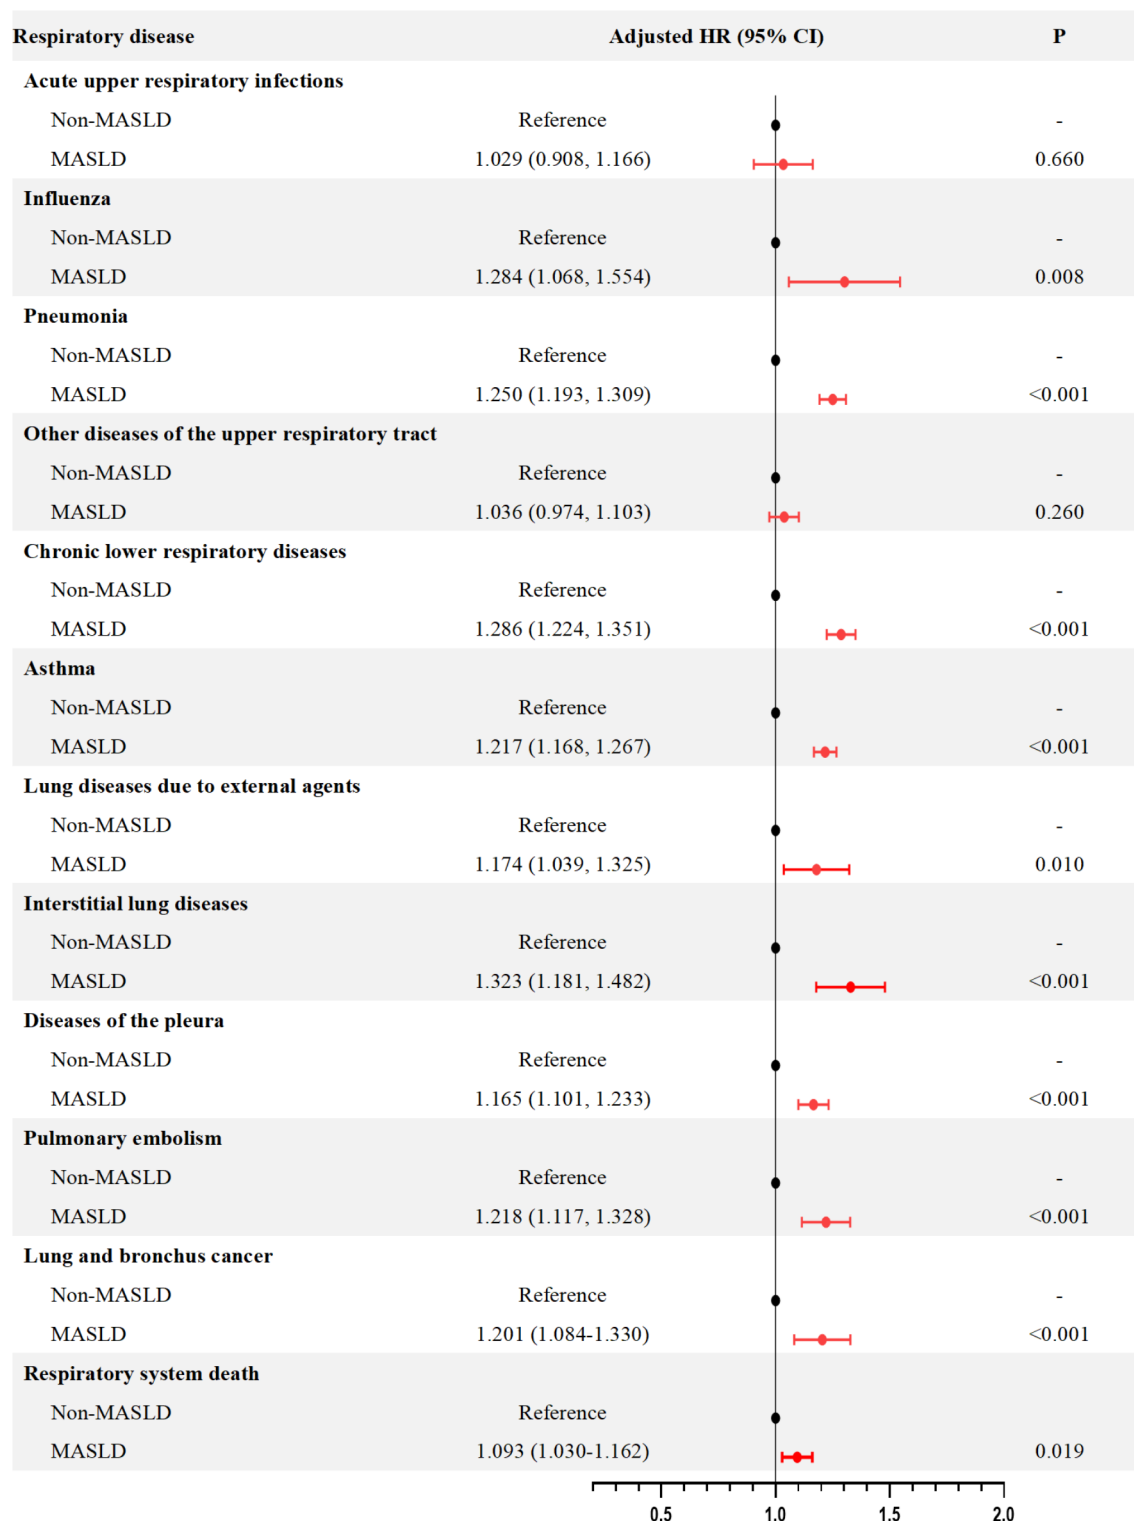 Respiratory disease Adjusted HR (95% CI) P
Acute upper respiratory infections
Non-MASLD Reference -
MASLD 1.029 (0.908, 1.166) 0.660
Influenza
Non-MASLD Reference -
MASLD 1.284 (1.068, 1.554) 0.008
Pneumonia
Non-MASLD Reference -
MASLD 1.250 (1.193, 1.309) <0.001
Other diseases of the upper respiratory tract
Non-MASLD Reference -
MASLD 1.036 (0.974, 1.103) 0.260
Chronic lower respiratory diseases
Non-MASLD Reference -
MASLD 1.286 (1.224, 1.351) <0.001
Asthma
Non-MASLD Reference -
MASLD 1.217 (1.168, 1.267) <0.001
Lung diseases due to external agents
Non-MASLD Reference -
MASLD 1.174 (1.039, 1.325) 0.010
Interstitial lung diseases
Non-MASLD Reference -
MASLD 1.323 (1.181, 1.482) <0.001
Diseases of the pleura
Non-MASLD Reference -
MASLD 1.165 (1.101, 1.233) <0.001
Pulmonary embolism
Non-MASLD Reference -
MASLD 1.218 (1.117, 1.328) <0.001
Lung and bronchus cancer
Non-MASLD Reference -
MASLD 1.201 (1.084-1.330) <0.001
Respiratory system death
Non-MASLD Reference -
MASLD 1.093 (1.030-1.162) 0.019
0.5 1.0 1.5 2.0